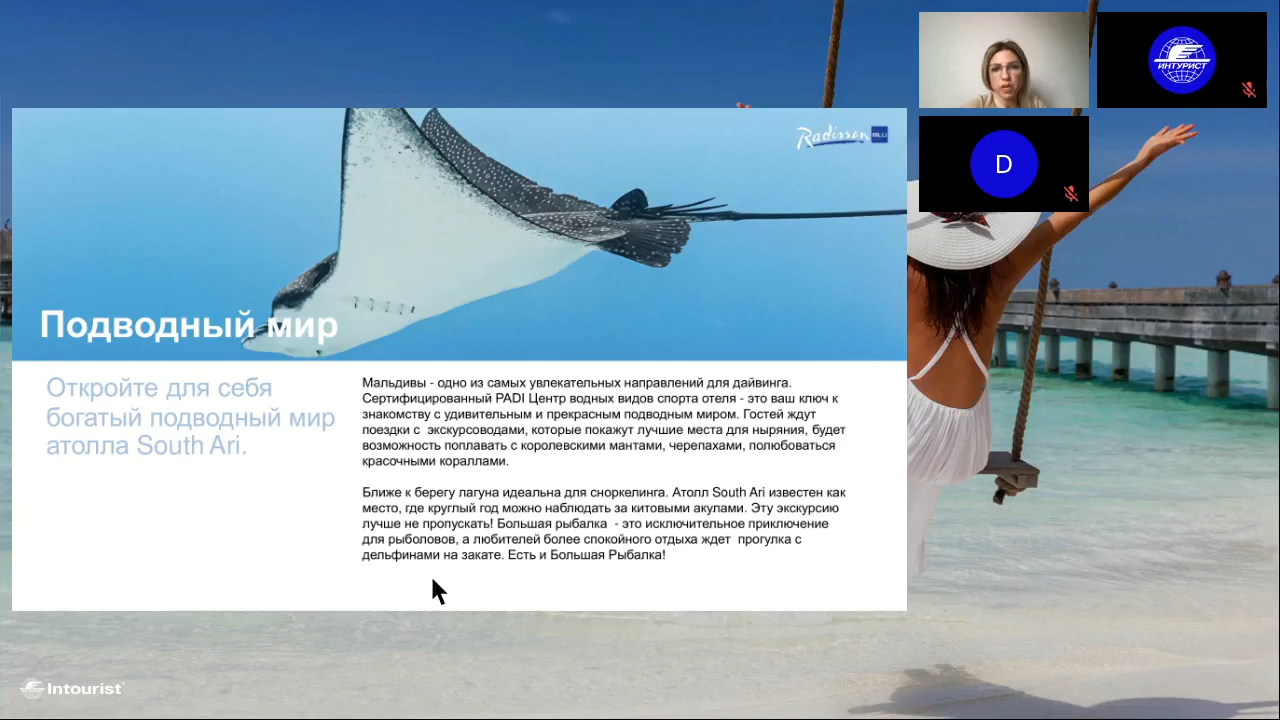 Radisson BLU
ИНТУРИСТ
D
Подводный мир
Откройте для себя
богатый подводный мир
атолла South Ari.
Мальдивы - одно из самых увлекательных направлений для дайвинга.
Сертифицированный PADI Центр водных видов спорта отеля - это ваш ключ к
знакомству с удивительным и прекрасным подводным миром. Гостей ждут
поездки с экскурсоводами, которые покажут лучшие места для ныряния, будет
возможность поплавать с королевскими мантами, черепахами, полюбоваться
красочными кораллами.
Ближе к берегу лагуна идеальна для сноркелинга. Атолл South Ari известен как
место, где круглый год можно наблюдать за китовыми акулами. Эту экскурсию
лучше не пропускать! Большая рыбалка - это исключительное приключение
для рыболовов, а любителей более спокойного отдыха ждет прогулка с
дельфинами на закате. Есть и Большая Рыбалка!
Intourist